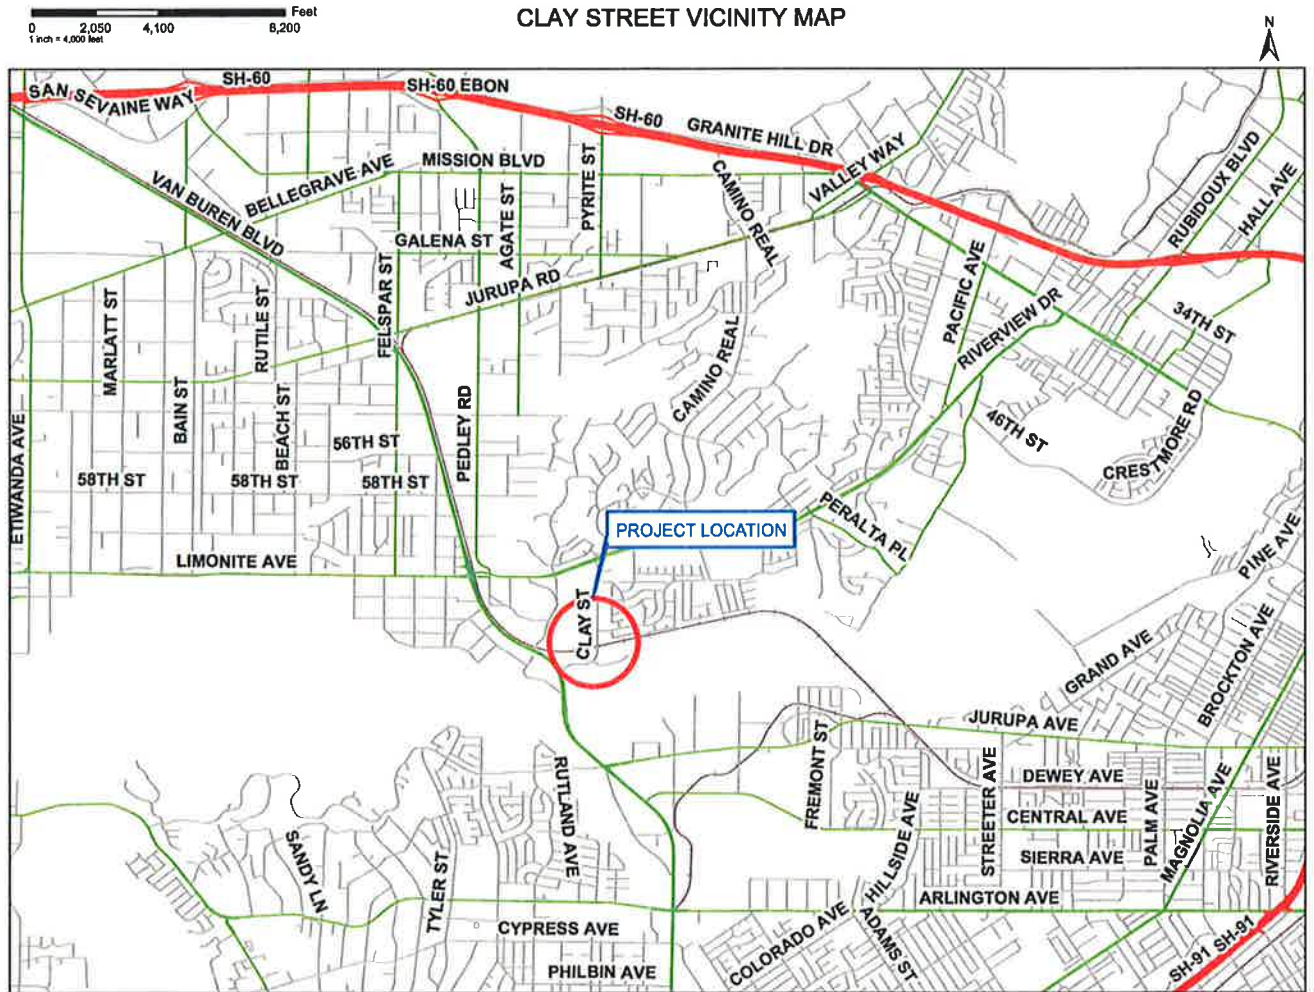 CLAY STREET VICINITY MAP
Feet
0 2,050 4,100 8,200
1 inch = 4,000 feet
N
SH-60
SAN SEVAINE WAY
SH-60 EBON
SH-60
GRANITE HILL DR
MISSION BLVD
BELLEGRAVE AVE
VAN BUREN BLVD
PYRITE ST
AGATE ST
CAMINO REAL
VALLEY WAY
RUBIDOUX BLVD
HALL AVE
GALENA ST
JURUPA RD
FELSPAR ST
MARLATT ST
RUTILE ST
PACIFIC AVE
RIVERVIEW DR
34TH ST
CAMINO REAL
BAIN ST
BEACH ST
PEDLEY RD
46TH ST
CRESTMORE RD
ETIWANDA AVE
56TH ST
58TH ST
58TH ST
58TH ST
PROJECT LOCATION
PERALTA PL
PINE AVE
LIMONITE AVE
CLAY ST
GRAND AVE
BROCKTON AVE
JURUPA AVE
FREMONT ST
RUTLAND AVE
STREETER AVE
DEWEY AVE
CENTRAL AVE
SIERRA AVE
PALM AVE
MAGNOLIA AVE
RIVERSIDE AVE
HILLSIDE AVE
ARLINGTON AVE
SANDY LN
TYLER ST
CYPRESS AVE
PHILBIN AVE
COLORADO AVE
ADAMS ST
SH-91
SH-91